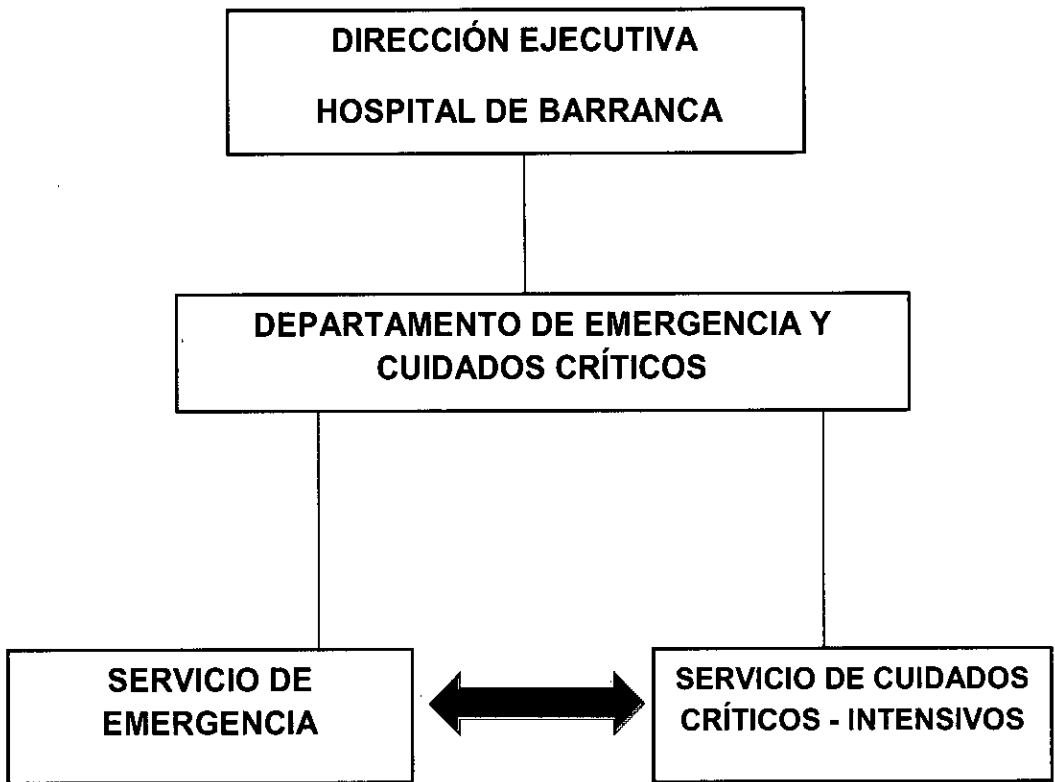 DIRECCIÓN EJECUTIVA
HOSPITAL DE BARRANCA
DEPARTAMENTO DE EMERGENCIA Y
CUIDADOS CRÍTICOS
SERVICIO DE
EMERGENCIA
SERVICIO DE CUIDADOS
CRÍTICOS - INTENSIVOS